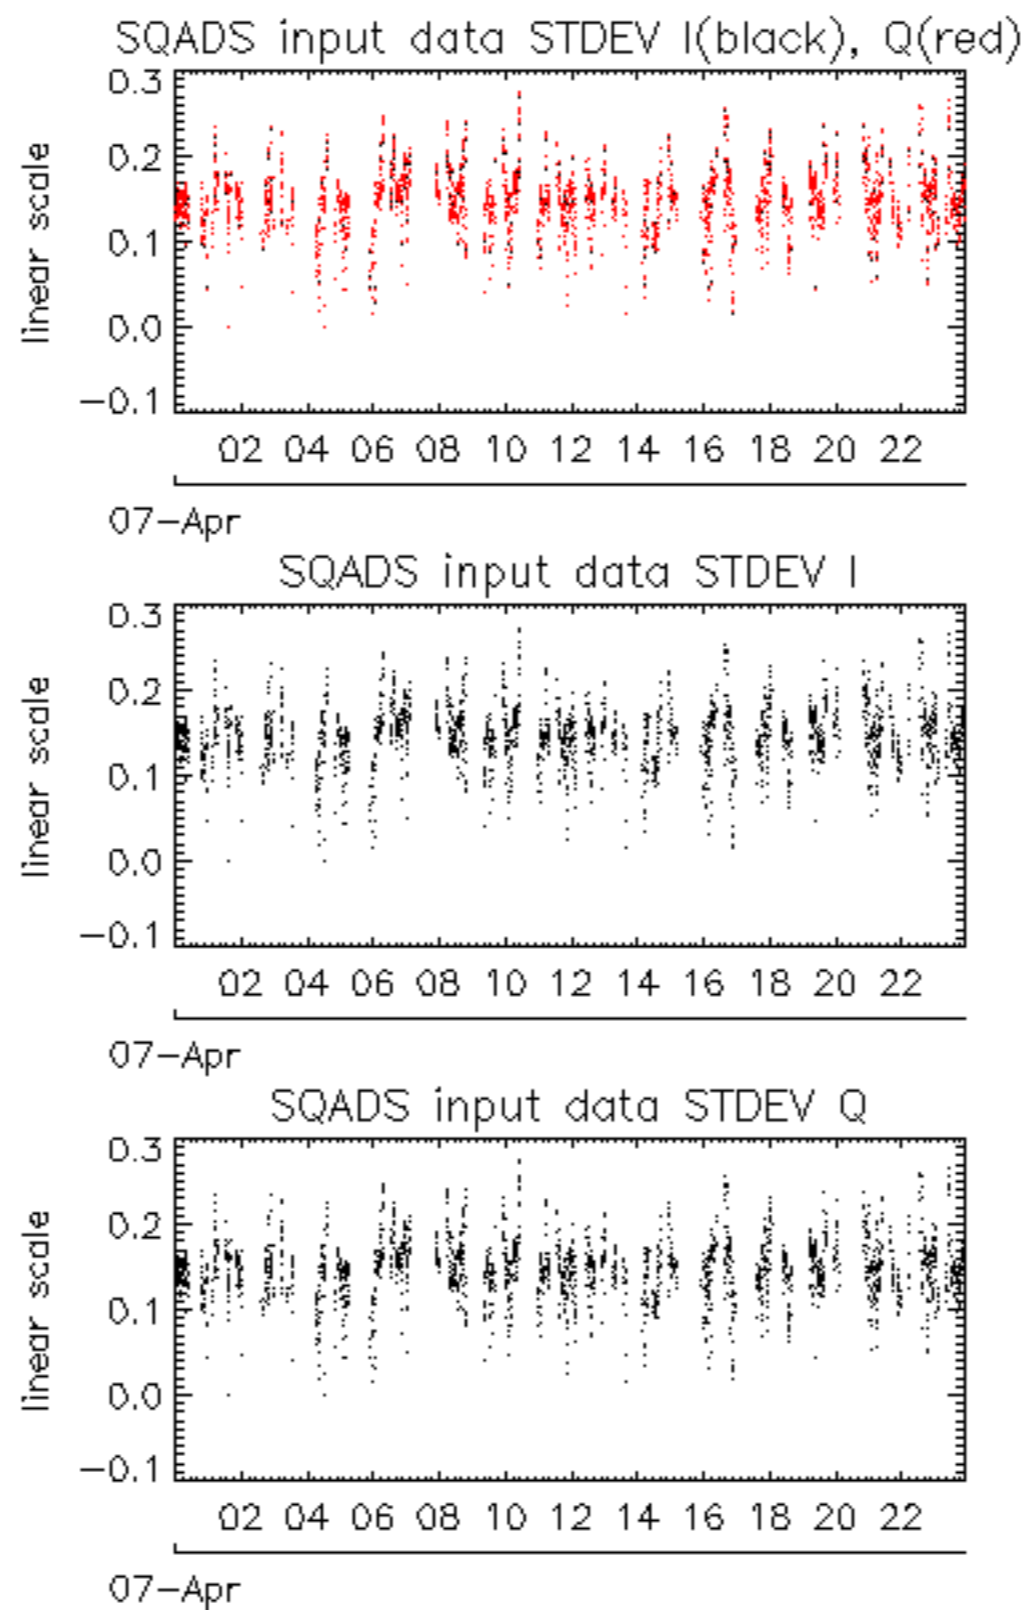 SQADS input data STDEV I(black), Q(red)
linear scale
0.3
0.2
0.1
0.0
−0.1
02 04 06 08 10 12 14 16 18 20 22
07−Apr
SQADS input data STDEV I
linear scale
0.3
0.2
0.1
0.0
−0.1
02 04 06 08 10 12 14 16 18 20 22
07−Apr
SQADS input data STDEV Q
linear scale
0.3
0.2
0.1
0.0
−0.1
02 04 06 08 10 12 14 16 18 20 22
07−Apr